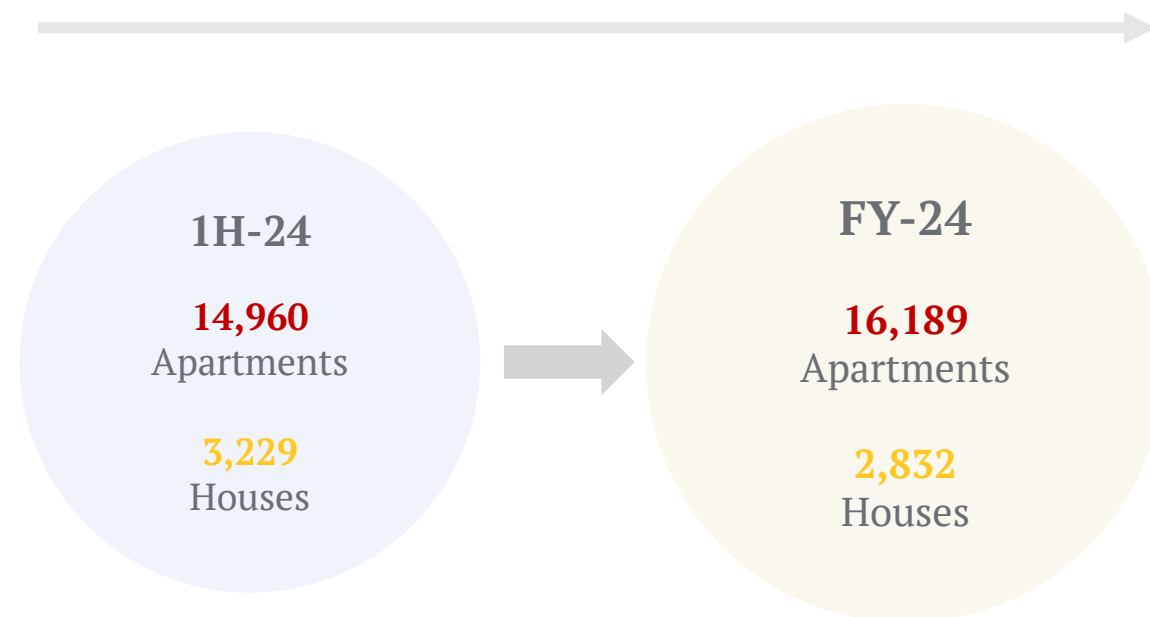 1H-24
14,960
Apartments
3,229
Houses
FY-24
16,189
Apartments
2,832
Houses